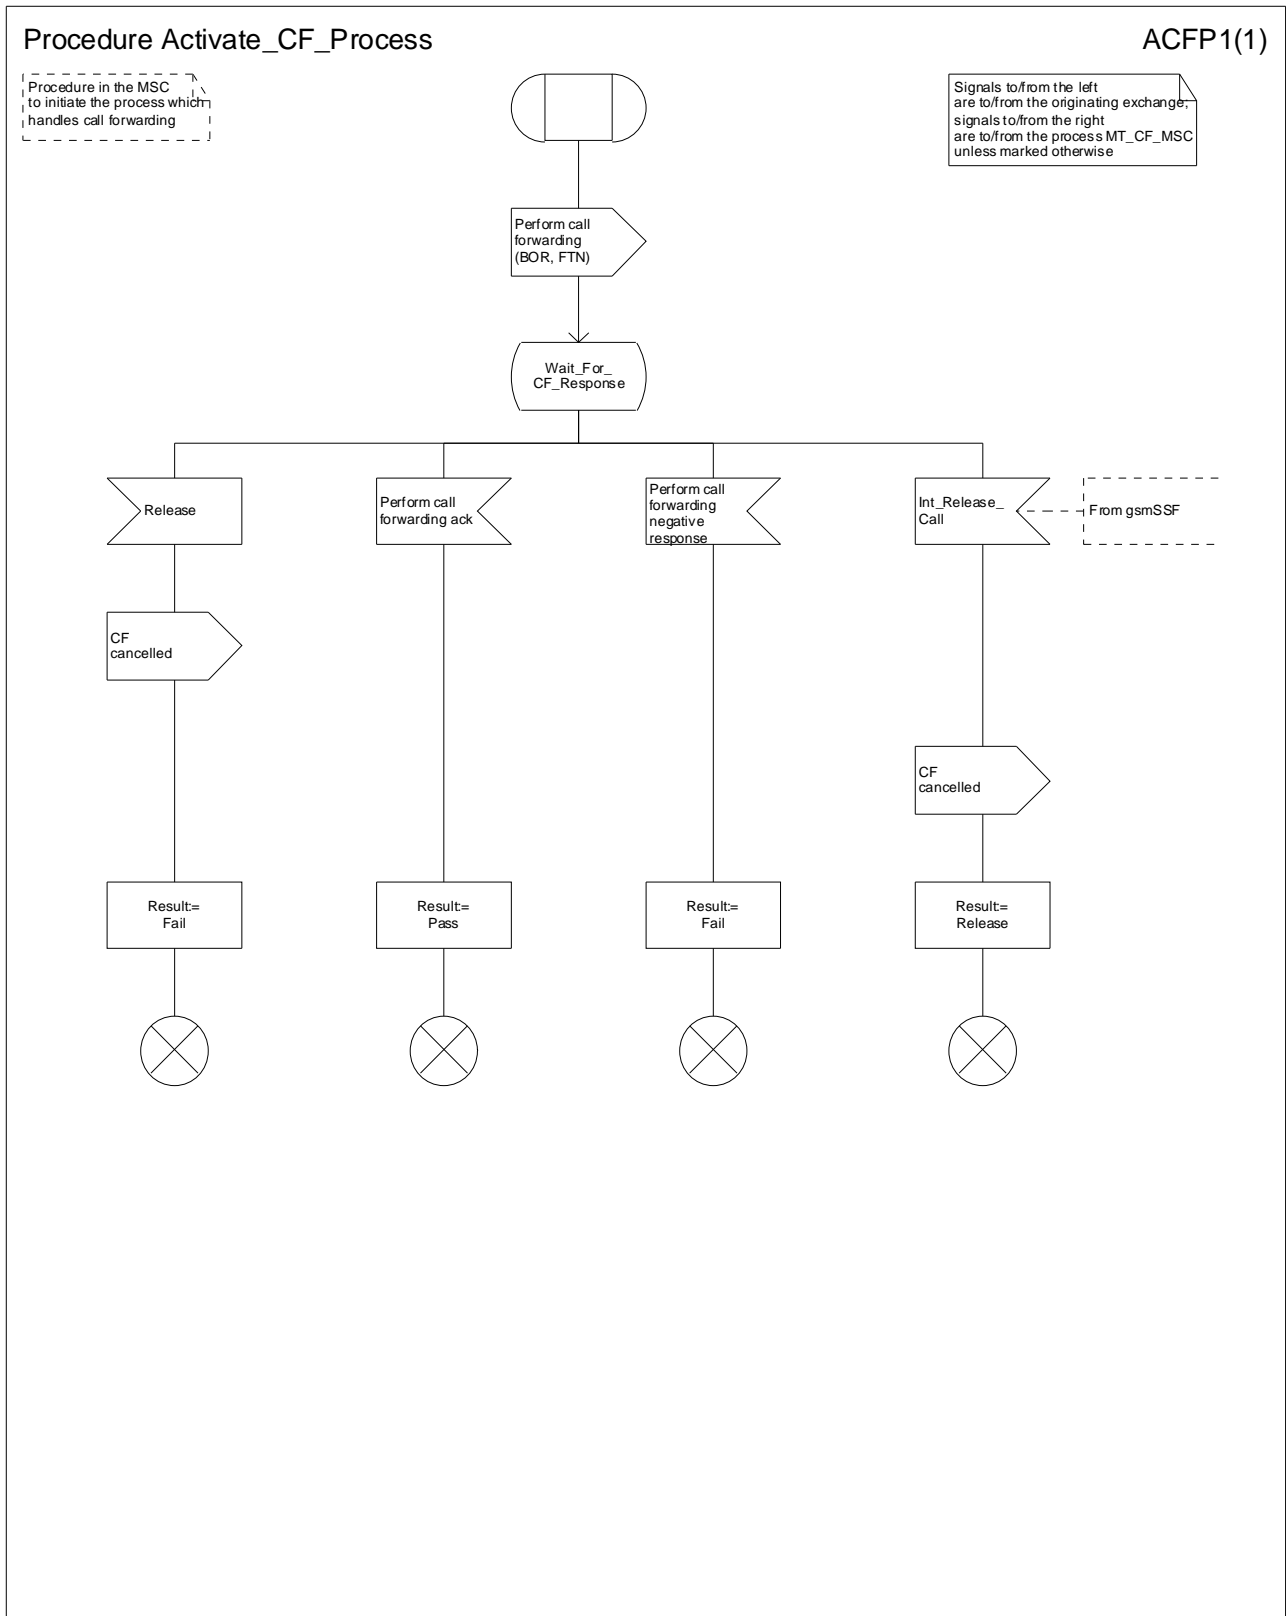 Procedure Activate_CF_Process
ACFP1(1)
Procedure in the MSC
to initiate the process which
handles call forwarding
Signals to/from the left
are to/from the originating exchange;
signals to/from the right
are to/from the process MT_CF_MSC
unless marked otherwise
Perform call
forwarding
(BOR, FTN)
Wait_For_
CF_Response
Release
Perform call
forwarding ack
Perform call
forwarding
negative
response
Int_Release_
Call
From gsmSSF
CF
cancelled
CF
cancelled
Result:=
Fail
Result:=
Pass
Result:=
Fail
Result:=
Release